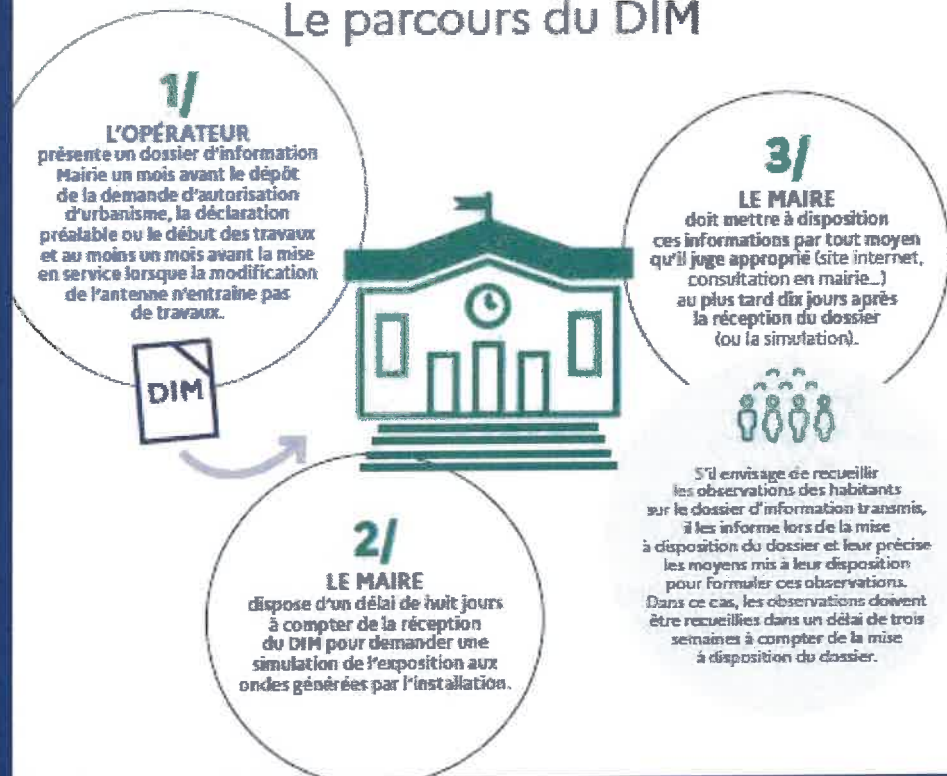 Le parcours du DIM
1/
L'OPÉRATEUR
présente un dossier d'information
Mairie un mois avant le dépôt
de la demande d'autorisation
d'urbanisme, la déclaration
préalable ou le début des travaux
et au moins un mois avant la mise
en service lorsque la modification
de l'antenne n'entraîne pas
de travaux.
DIM
2/
LE MAIRE
dispose d'un délai de huit jours
à compter de la réception
du DIM pour demander une
simulation de l'exposition aux
ondes générées par l'installation.
3/
LE MAIRE
doit mettre à disposition
ces informations par tout moyen
qu'il juge approprié (site internet,
consultation en mairie...)
au plus tard dix jours après
la réception du dossier
(ou la simulation).
S'il envisage de recueillir
les observations des habitants
sur le dossier d'information transmis,
il les informe lors de la mise
à disposition du dossier et leur précise
les moyens mis à leur disposition
pour formuler ces observations.
Dans ce cas, les observations doivent
être recueillies dans un délai de trois
semaines à compter de la mise
à disposition du dossier.